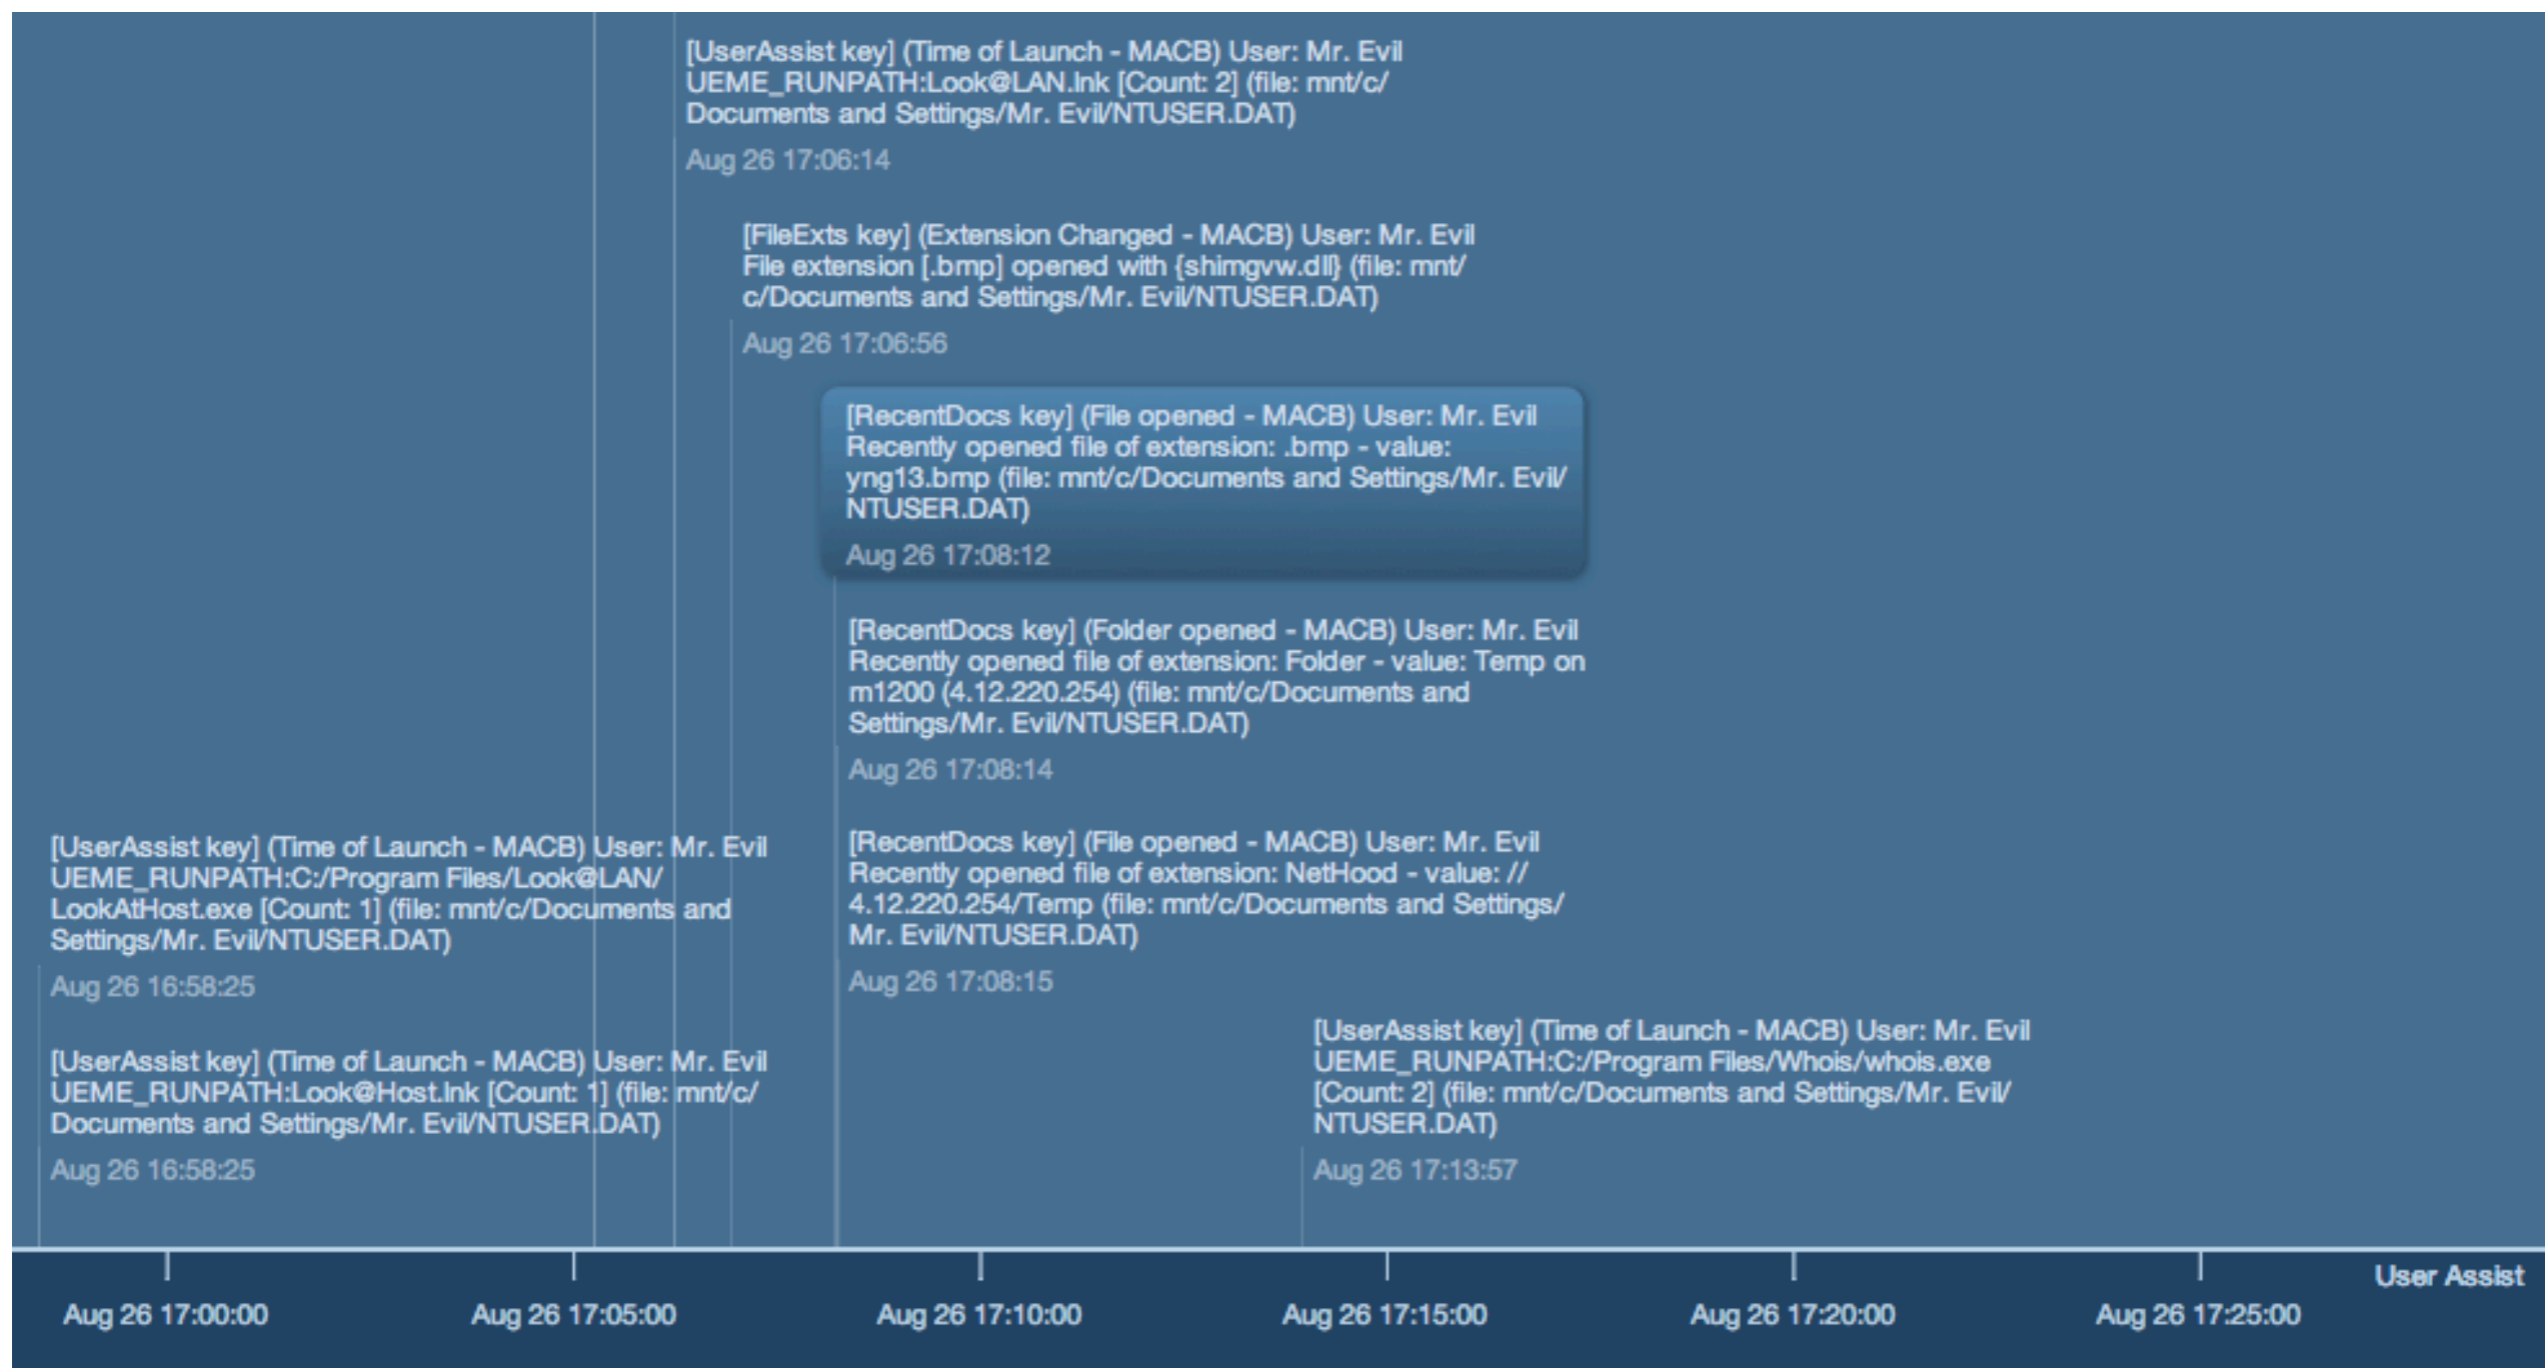 [UserAssist key] (Time of Launch - MACB) User: Mr. Evil
UEME_RUNPATH:Look@LAN.lnk [Count: 2] (file: mnt/c/
Documents and Settings/Mr. Evil/NTUSER.DAT)
Aug 26 17:06:14
[FileExts key] (Extension Changed - MACB) User: Mr. Evil
File extension [.bmp] opened with {shimgvw.dll} (file: mnt/
c/Documents and Settings/Mr. Evil/NTUSER.DAT)
Aug 26 17:06:56
[RecentDocs key] (File opened - MACB) User: Mr. Evil
Recently opened file of extension: .bmp - value:
yng13.bmp (file: mnt/c/Documents and Settings/Mr. Evil/
NTUSER.DAT)
Aug 26 17:08:12
[RecentDocs key] (Folder opened - MACB) User: Mr. Evil
Recently opened file of extension: Folder - value: Temp on
m1200 (4.12.220.254) (file: mnt/c/Documents and
Settings/Mr. Evil/NTUSER.DAT)
Aug 26 17:08:14
[UserAssist key] (Time of Launch - MACB) User: Mr. Evil
UEME_RUNPATH:C:/Program Files/Look@LAN/
LookAtHost.exe [Count: 1] (file: mnt/c/Documents and
Settings/Mr. Evil/NTUSER.DAT)
Aug 26 16:58:25
[RecentDocs key] (File opened - MACB) User: Mr. Evil
Recently opened file of extension: NetHood - value: //
4.12.220.254/Temp (file: mnt/c/Documents and Settings/
Mr. Evil/NTUSER.DAT)
Aug 26 17:08:15
[UserAssist key] (Time of Launch - MACB) User: Mr. Evil
UEME_RUNPATH:Look@Host.lnk [Count: 1] (file: mnt/c/
Documents and Settings/Mr. Evil/NTUSER.DAT)
Aug 26 16:58:25
[UserAssist key] (Time of Launch - MACB) User: Mr. Evil
UEME_RUNPATH:C:/Program Files/Whois/whois.exe
[Count: 2] (file: mnt/c/Documents and Settings/Mr. Evil/
NTUSER.DAT)
Aug 26 17:13:57
User Assist
Aug 26 17:00:00 Aug 26 17:05:00 Aug 26 17:10:00 Aug 26 17:15:00 Aug 26 17:20:00 Aug 26 17:25:00